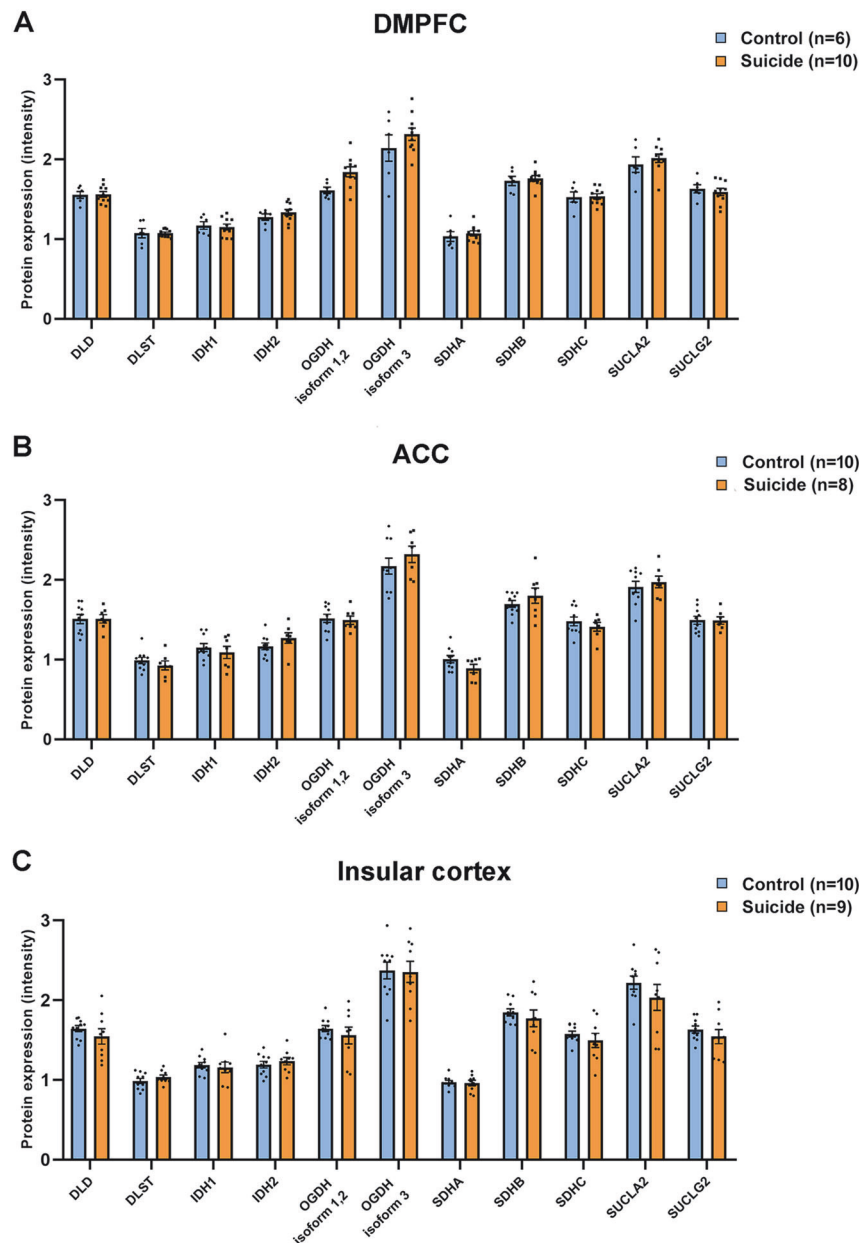 A
DMPFC
Control (n=6)
Suicide (n=10)
Protein expression (intensity)
3
2
1
0
DLD
DLST
IDH1
IDH2
OGDH
isoform 1,2
OGDH
isoform 3
SDHA
SDHB
SDHC
SUCLA2
SUCLG2
B
ACC
Control (n=10)
Suicide (n=8)
Protein expression (intensity)
3
2
1
0
DLD
DLST
IDH1
IDH2
OGDH
isoform 1,2
OGDH
isoform 3
SDHA
SDHB
SDHC
SUCLA2
SUCLG2
C
Insular cortex
Control (n=10)
Suicide (n=9)
Protein expression (intensity)
3
2
1
0
DLD
DLST
IDH1
IDH2
OGDH
isoform 1,2
OGDH
isoform 3
SDHA
SDHB
SDHC
SUCLA2
SUCLG2